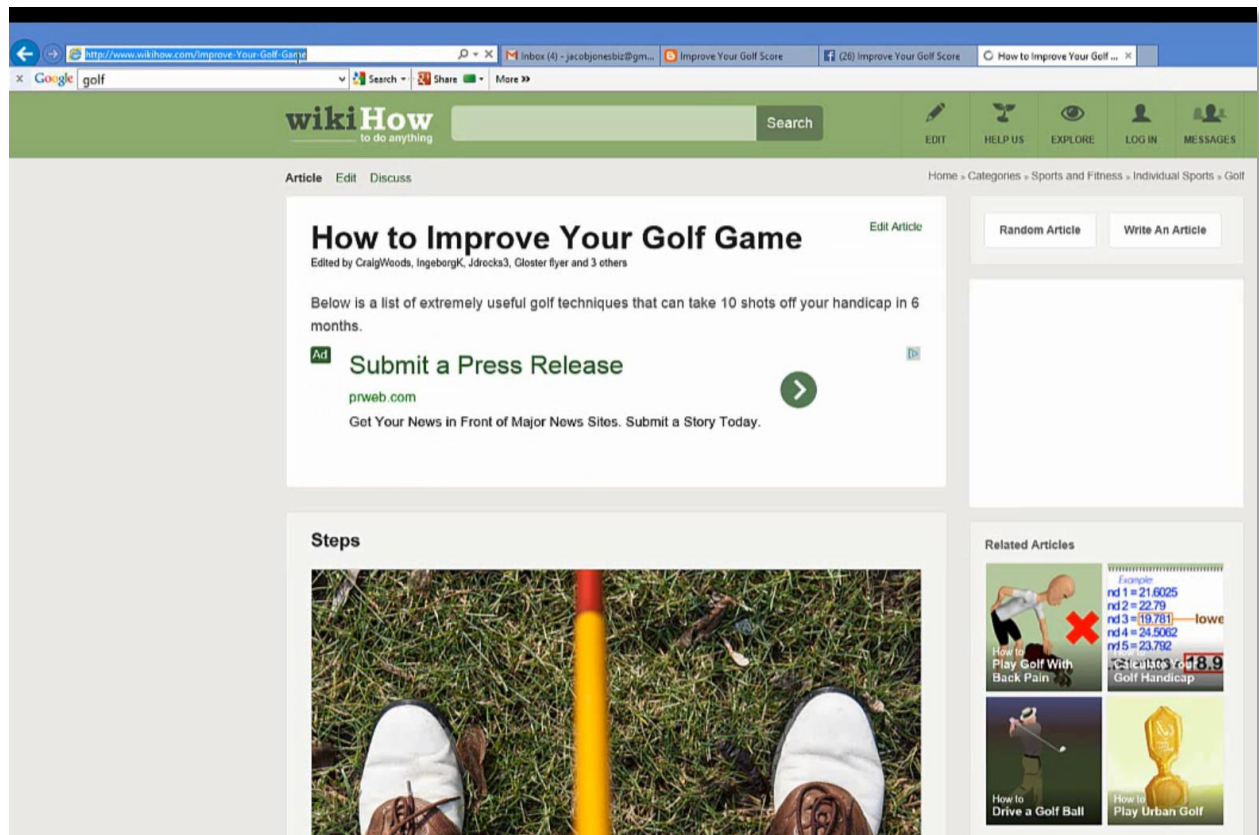 http://www.wikihow.com/Improve-Your-Golf-Game
Inbox (4) - jacobjonesbiz@gm...
Improve Your Golf Score
(26) Improve Your Golf Score
How to Improve Your Golf ...
Google golf Search Share More »
wikiHow
to do anything
Search
EDIT
HELP US
EXPLORE
LOG IN
MESSAGES
Article Edit Discuss
Home » Categories » Sports and Fitness » Individual Sports » Golf
How to Improve Your Golf Game
Edit Article
Edited by CraigWoods, IngeborgK, Jdrocks3, Gloster flyer and 3 others
Below is a list of extremely useful golf techniques that can take 10 shots off your handicap in 6
months.
Ad
Submit a Press Release
prweb.com
Get Your News in Front of Major News Sites. Submit a Story Today.
Random Article
Write An Article
Steps
Related Articles
How to
Play Golf With
Back Pain
Example
nd 1 = 21.6025
nd 2 = 22.79
nd 3 = 19.781 lowe
nd 4 = 24.5062
nd 5 = 23.792
18.9
How to
Calculate You
Golf Handicap
How to
Drive a Golf Ball
How to
Play Urban Golf